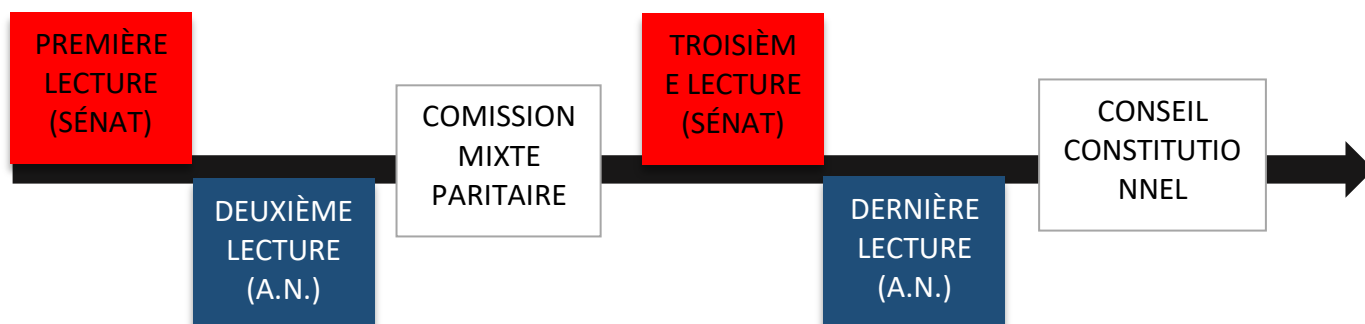 PREMIÈRE
LECTURE
(SÉNAT)
DEUXIÈME
LECTURE
(A.N.)
COMISSION
MIXTE
PARITAIRE
TROISIÈM
E LECTURE
(SÉNAT)
DERNIÈRE
LECTURE
(A.N.)
CONSEIL
CONSTITUTIO
NNEL